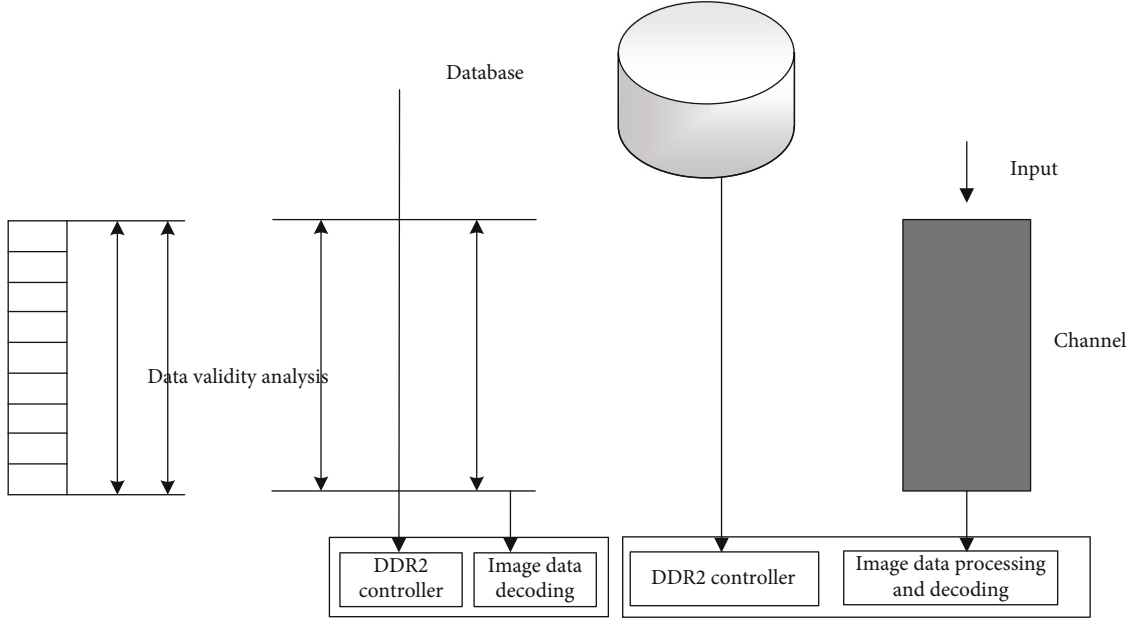 Database
Input
Channel
Data validity analysis
DDR2
controller
Image data
decoding
DDR2 controller
Image data processing
and decoding